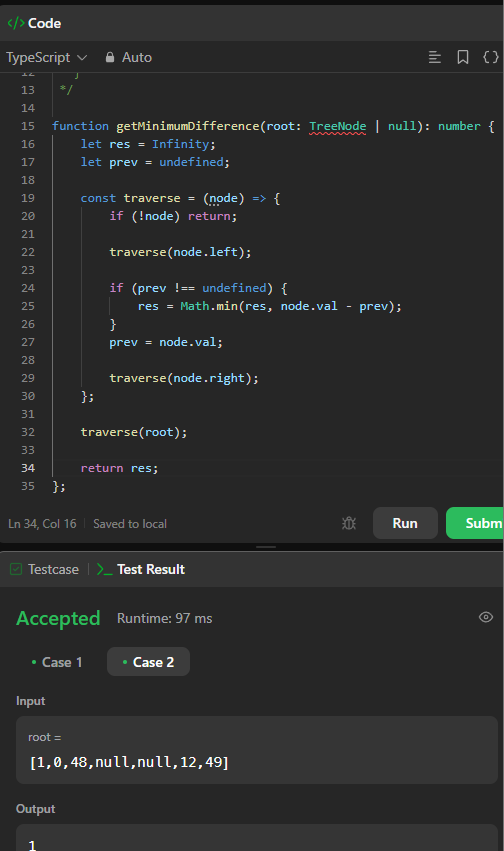 </> Code
TypeScript Auto
12 }
13 */
14
15 function getMinimumDifference(root: TreeNode | null): number {
16 let res = Infinity;
17 let prev = undefined;
18
19 const traverse = (node) => {
20 if (!node) return;
21
22 traverse(node.left);
23
24 if (prev !== undefined) {
25 res = Math.min(res, node.val - prev);
26 }
27 prev = node.val;
28
29 traverse(node.right);
30 };
31
32 traverse(root);
33
34 return res;
35 };
Ln 34, Col 16 Saved to local Run Subm
Testcase >_ Test Result
Accepted Runtime: 97 ms
• Case 1 • Case 2
Input
root =
[1,0,48,null,null,12,49]
Output
1